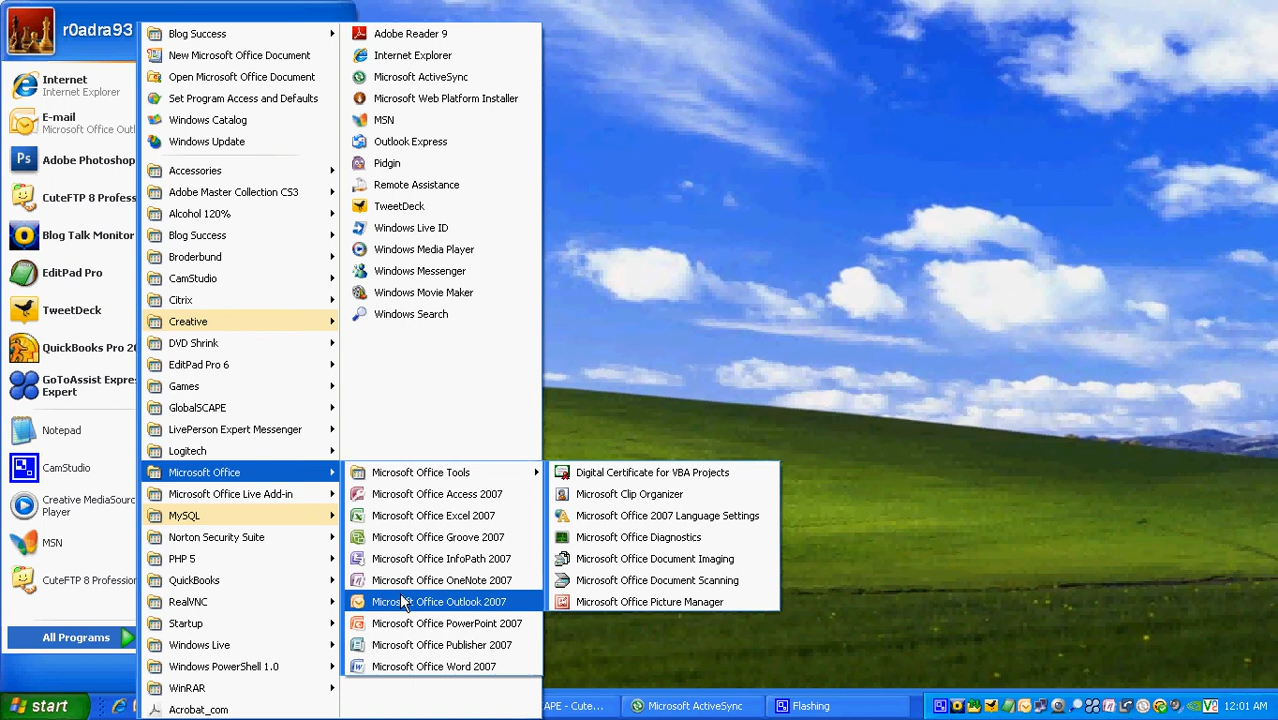 r0adra93
Internet
Internet Explorer
E-mail
Microsoft Office Outl
Adobe Photoshop
CuteFTP 8 Profess
Blog Talk Monitor
EditPad Pro
TweetDeck
QuickBooks Pro 20
GoToAssist Expres
Expert
Notepad
CamStudio
Creative MediaSourc
Player
MSN
CuteFTP 8 Profession
All Programs
Blog Success
New Microsoft Office Document
Open Microsoft Office Document
Set Program Access and Defaults
Windows Catalog
Windows Update
Accessories
Adobe Master Collection CS3
Alcohol 120%
Blog Success
Broderbund
CamStudio
Citrix
Creative
DVD Shrink
EditPad Pro 6
Games
GlobalSCAPE
LivePerson Expert Messenger
Logitech
Microsoft Office
Microsoft Office Live Add-in
MySQL
Norton Security Suite
PHP 5
QuickBooks
RealVNC
Startup
Windows Live
Windows PowerShell 1.0
WinRAR
Acrobat_com
Adobe Reader 9
Internet Explorer
Microsoft ActiveSync
Microsoft Web Platform Installer
MSN
Outlook Express
Pidgin
Remote Assistance
TweetDeck
Windows Live ID
Windows Media Player
Windows Messenger
Windows Movie Maker
Windows Search
Microsoft Office Tools
Microsoft Office Access 2007
Microsoft Office Excel 2007
Microsoft Office Groove 2007
Microsoft Office InfoPath 2007
Microsoft Office OneNote 2007
Microsoft Office Outlook 2007
Microsoft Office PowerPoint 2007
Microsoft Office Publisher 2007
Microsoft Office Word 2007
Digital Certificate for VBA Projects
Microsoft Clip Organizer
Microsoft Office 2007 Language Settings
Microsoft Office Diagnostics
Microsoft Office Document Imaging
Microsoft Office Document Scanning
Microsoft Office Picture Manager
start
APE - Cute...
Microsoft ActiveSync
Flashing
12:01 AM